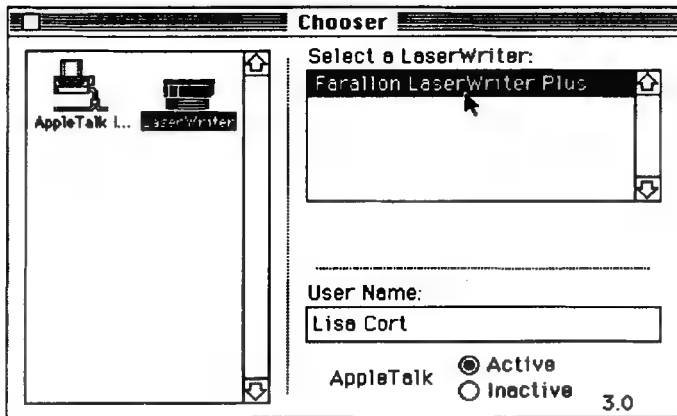 Chooser
AppleTalk I...
LaserWriter
Select a LaserWriter:
Farallon LaserWriter Plus
User Name:
Lisa Cort
AppleTalk
Active
Inactive
3.0